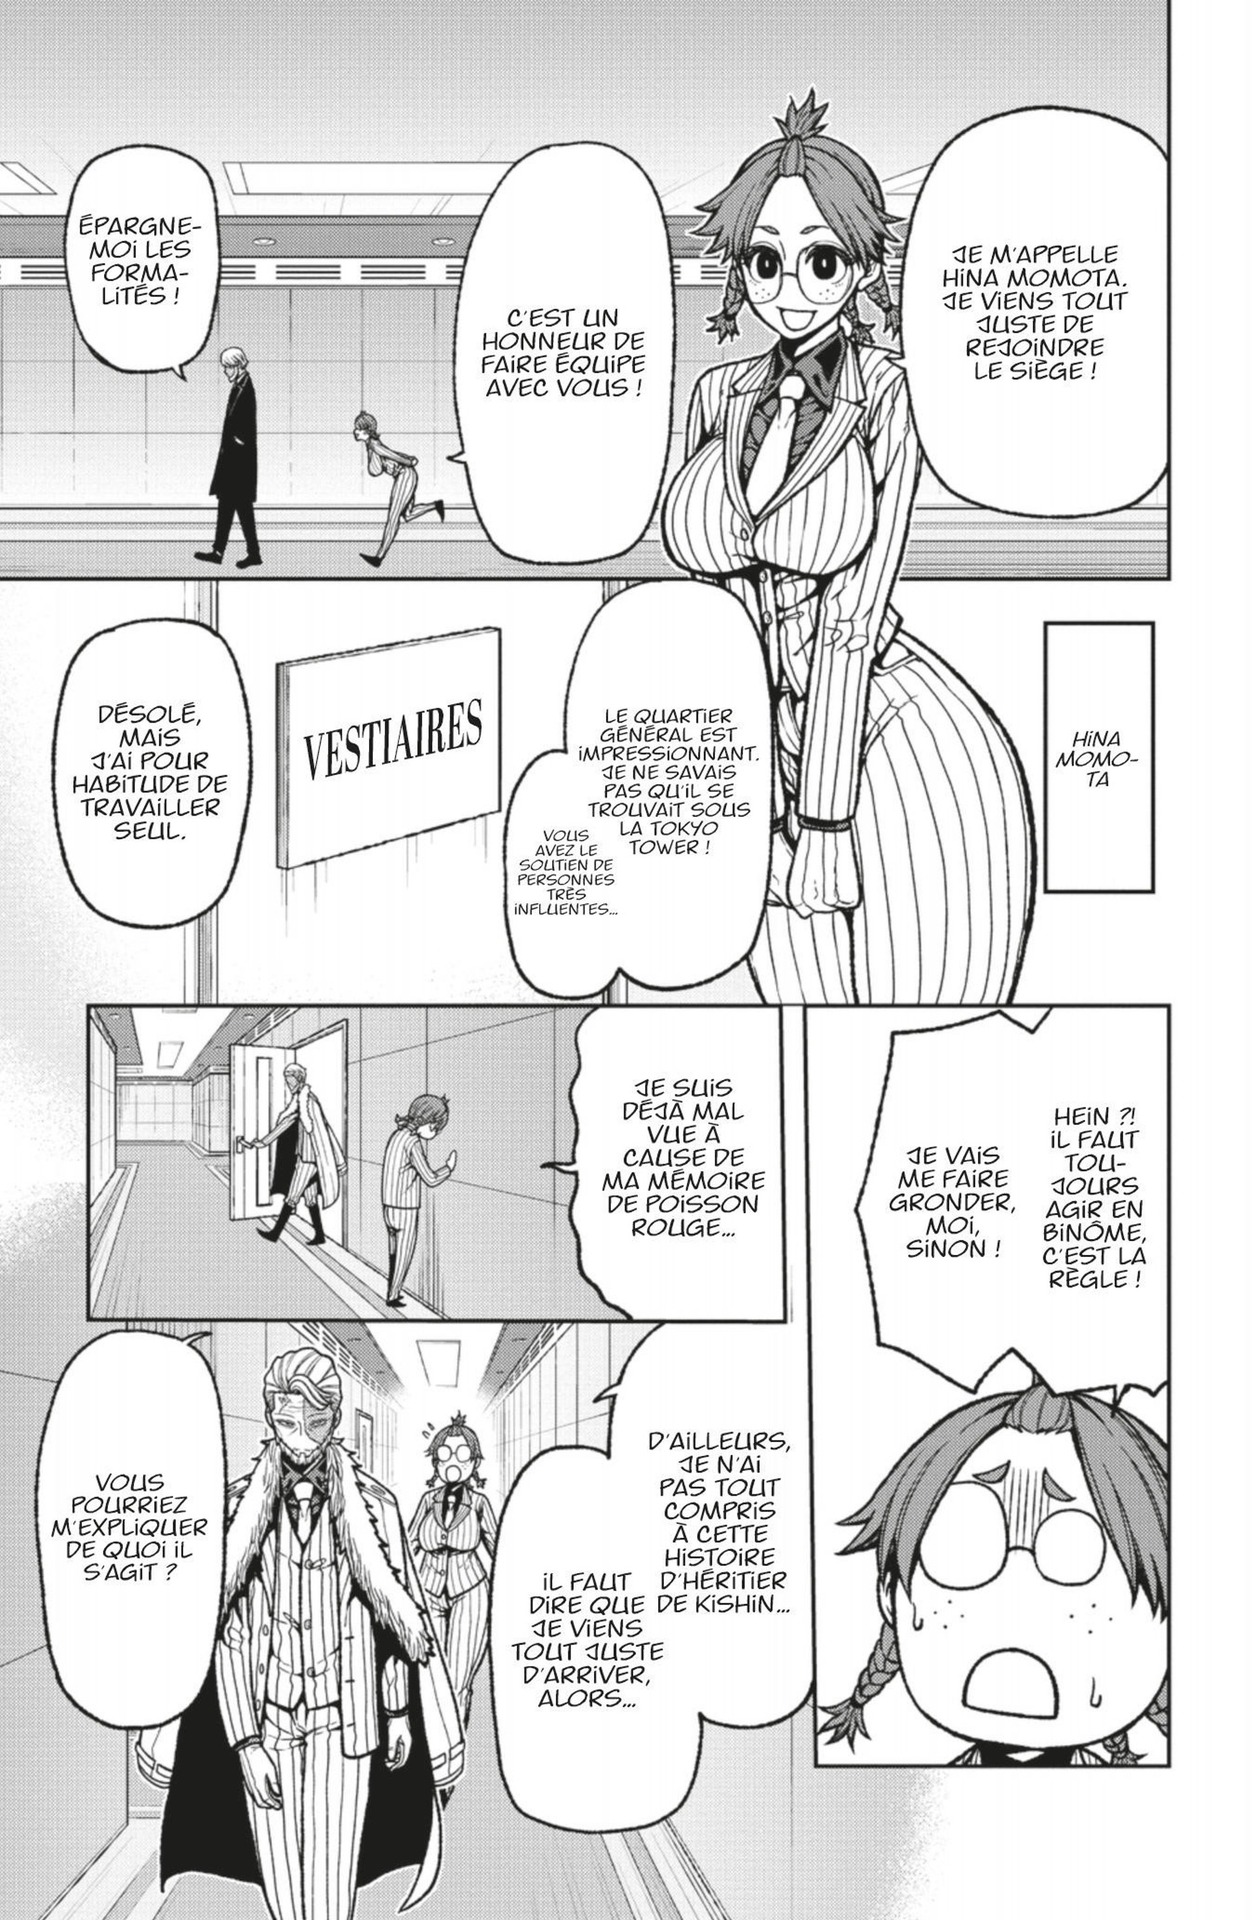 JE M'APPELLE
HINA MOMOTA.
JE VIENS TOUT
JUSTE DE
REJOINDRE
LE SIÈGE !
C'EST UN
HONNEUR DE
FAIRE ÉQUIPE
AVEC VOUS !
ÉPARGNE-
MOI LES
FORMA-
LITÉS !
HINA
MOMO-
TA
LE QUARTIER
GÉNÉRAL EST
IMPRESSIONNANT.
JE NE SAVAIS
PAS QU'IL SE
TROUVAIT SOUS
LA TOKYO
TOWER !
VOUS
AVEZ LE
SOUTIEN DE
PERSONNES
TRÈS
INFLUENTES...
VESTIAIRES
DÉSOLÉ,
MAIS
J'AI POUR
HABITUDE DE
TRAVAILLER
SEUL.
HEIN ?!
IL FAUT
TOU-
JOURS
AGIR EN
BINÔME,
C'EST LA
RÈGLE !
JE VAIS
ME FAIRE
GRONDER,
MOI,
SINON !
JE SUIS
DÉJÀ MAL
VUE À
CAUSE DE
MA MÉMOIRE
DE POISSON
ROUGE...
D'AILLEURS,
JE N'AI
PAS TOUT
COMPRIS
À CETTE
HISTOIRE
D'HÉRITIER
DE KISHIN...
IL FAUT
DIRE QUE
JE VIENS
TOUT JUSTE
D'ARRIVER,
ALORS...
VOUS
POURRIEZ
M'EXPLIQUER
DE QUOI IL
S'AGIT ?